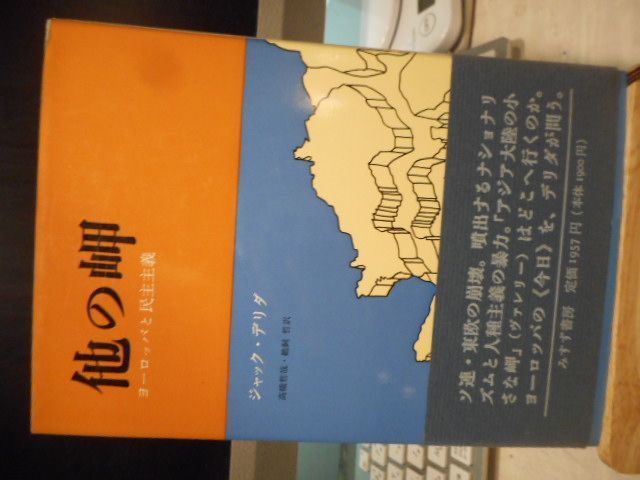 他の岬
ヨーロッパと民主主義
ジャック・デリダ
高橋哲哉・鵜飼 哲訳
ソ連・東欧の崩壊。噴出するナショナリ
ズムと人種主義の暴力。「アジア大陸の小
さな岬」(ヴァレリー)はどこへ行くのか。
ヨーロッパの《今日》を、デリダが問う。
みすず書房 定価1957円(本体1900円)